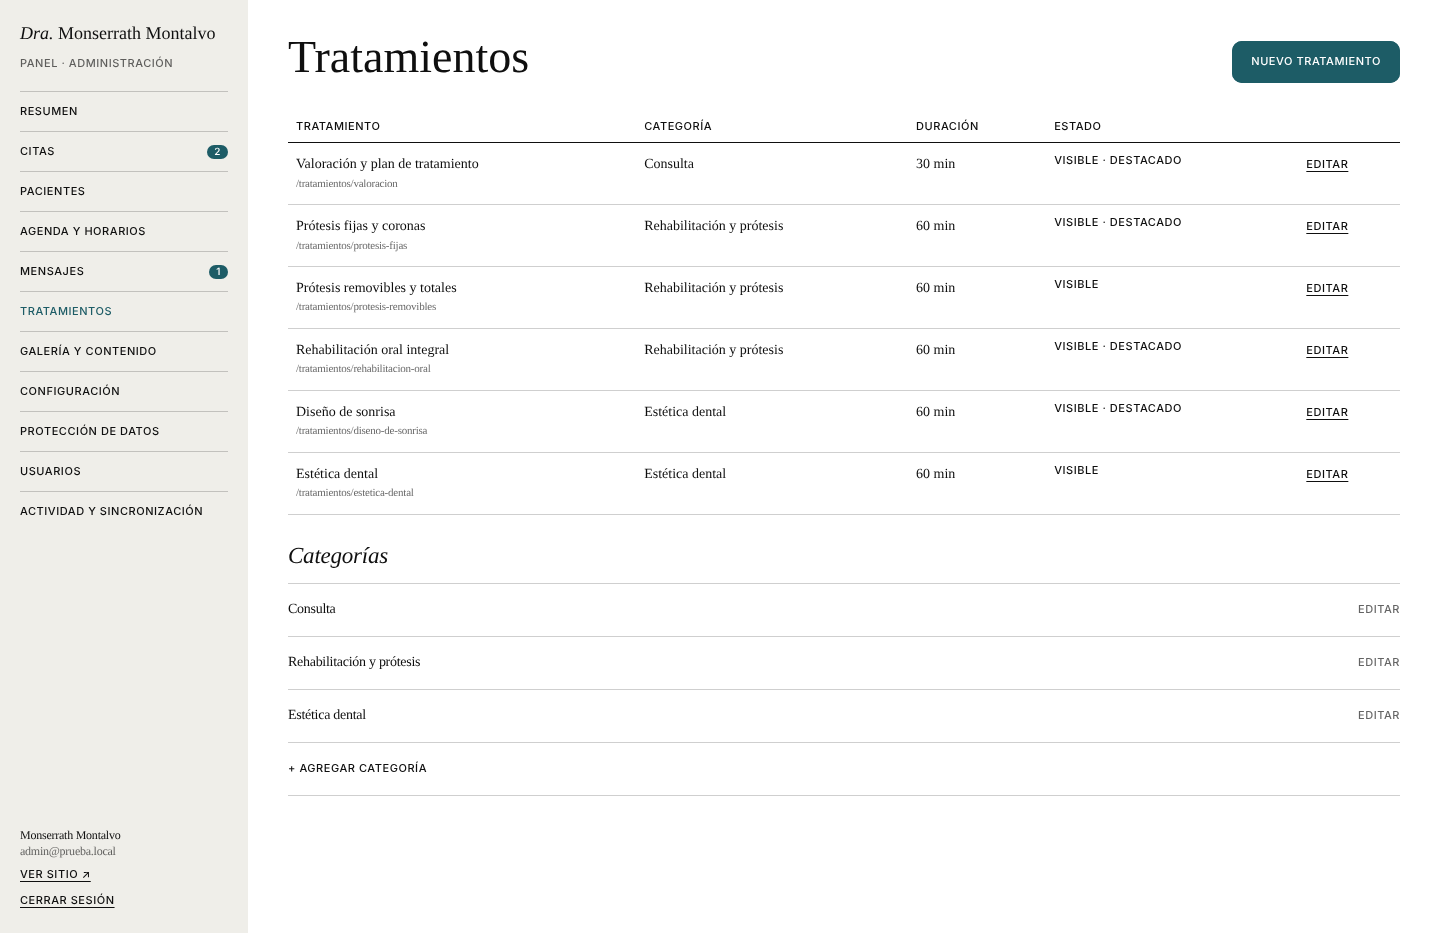 Dra. Monserrath Montalvo
PANEL · ADMINISTRACIÓN
RESUMEN
CITAS 2
PACIENTES
AGENDA Y HORARIOS
MENSAJES 1
TRATAMIENTOS
GALERÍA Y CONTENIDO
CONFIGURACIÓN
PROTECCIÓN DE DATOS
USUARIOS
ACTIVIDAD Y SINCRONIZACIÓN
Monserrath Montalvo
admin@prueba.local
VER SITIO ↗
CERRAR SESIÓN
Tratamientos
NUEVO TRATAMIENTO
TRATAMIENTO CATEGORÍA DURACIÓN ESTADO
Valoración y plan de tratamiento Consulta 30 min VISIBLE · DESTACADO EDITAR
/tratamientos/valoracion
Prótesis fijas y coronas Rehabilitación y prótesis 60 min VISIBLE · DESTACADO EDITAR
/tratamientos/protesis-fijas
Prótesis removibles y totales Rehabilitación y prótesis 60 min VISIBLE EDITAR
/tratamientos/protesis-removibles
Rehabilitación oral integral Rehabilitación y prótesis 60 min VISIBLE · DESTACADO EDITAR
/tratamientos/rehabilitacion-oral
Diseño de sonrisa Estética dental 60 min VISIBLE · DESTACADO EDITAR
/tratamientos/diseno-de-sonrisa
Estética dental Estética dental 60 min VISIBLE EDITAR
/tratamientos/estetica-dental
Categorías
Consulta EDITAR
Rehabilitación y prótesis EDITAR
Estética dental EDITAR
+ AGREGAR CATEGORÍA